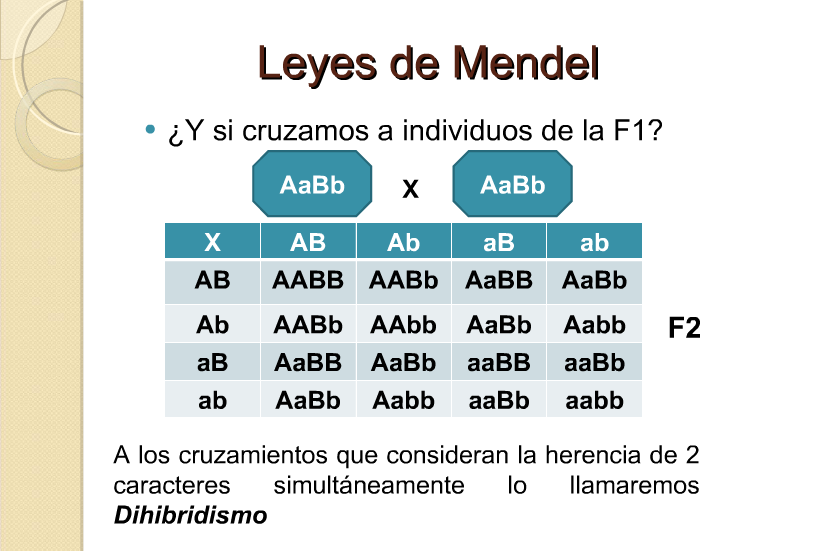 Leyes de Mendel
• ¿Y si cruzamos a individuos de la F1?
AaBb X AaBb
X AB Ab aB ab
AB AABB AABb AaBB AaBb
Ab AABb AAbb AaBb Aabb
F2
aB AaBB AaBb aaBB aaBb
ab AaBb Aabb aaBb aabb
A los cruzamientos que consideran la herencia de 2
caracteres simultáneamente lo llamaremos
Dihibridismo